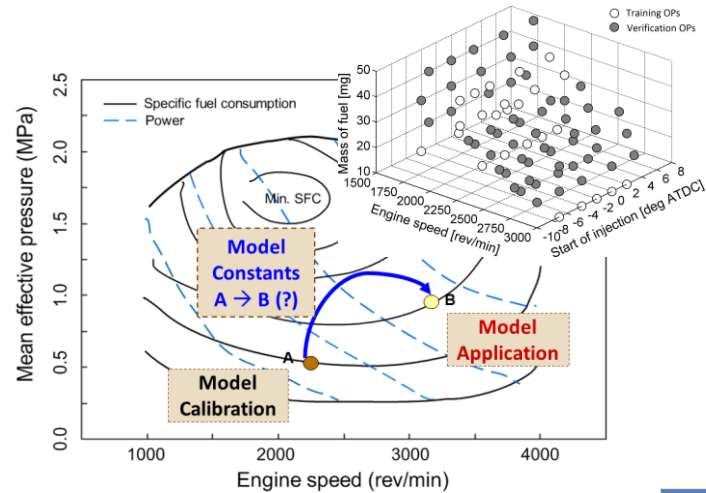 Training OPs
Verification OPs
Mass of fuel [mg]
50
40
30
20
10
1500
1750
2000
2250
2500
2750
3000
Engine speed [rev/min]
-10
-8
-6
-4
-2
0
2
4
6
8
Start of injection [deg ATDC]
Mean effective pressure (MPa)
2.5
2.0
1.5
1.0
0.5
0.0
Specific fuel consumption
Power
Min. SFC
Model
Constants
A → B (?)
B
A
Model
Application
Model
Calibration
1000
2000
3000
4000
Engine speed (rev/min)